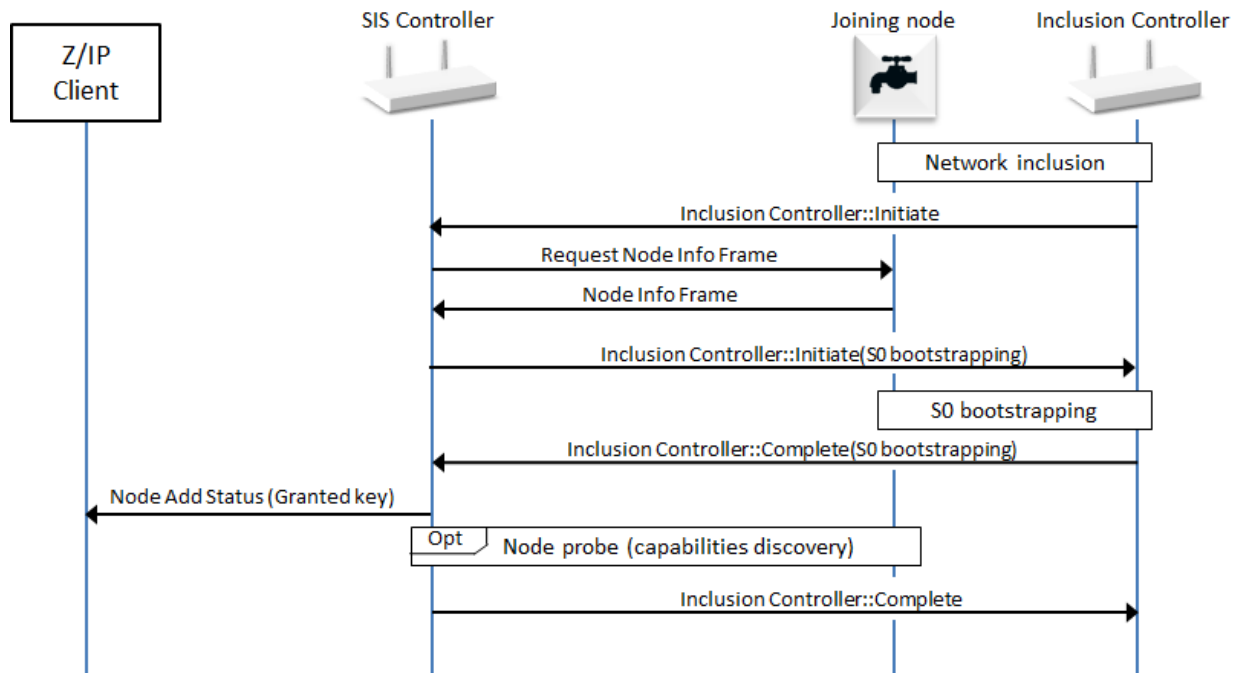 SIS Controller
Joining node
Inclusion Controller
Z/IP
Client
Network inclusion
Inclusion Controller::Initiate
Request Node Info Frame
Node Info Frame
Inclusion Controller::Initiate(S0 bootstrapping)
S0 bootstrapping
Inclusion Controller::Complete(S0 bootstrapping)
Node Add Status (Granted key)
Opt
Node probe (capabilities discovery)
Inclusion Controller::Complete